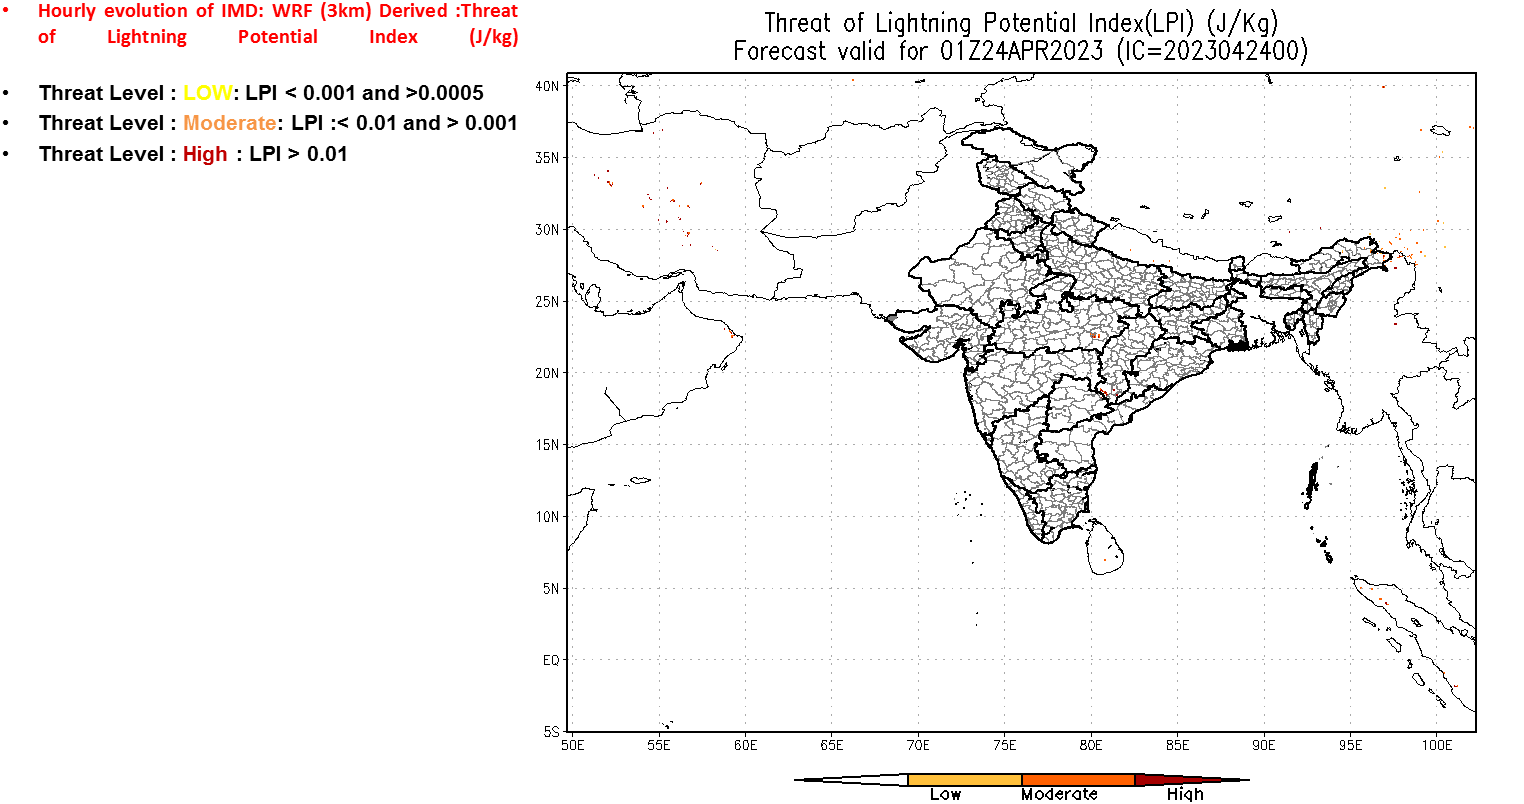 • Hourly evolution of IMD: WRF (3km) Derived :Threat
of Lightning Potential Index (J/kg)
• Threat Level : LOW: LPI < 0.001 and >0.0005
• Threat Level : Moderate: LPI :< 0.01 and > 0.001
• Threat Level : High : LPI > 0.01
Threat of Lightning Potential Index(LPI) (J/Kg)
Forecast valid for 01Z24APR2023 (IC=2023042400)
40N
35N
30N
25N
20N
15N
10N
5N
EQ
5S
50E 55E 60E 65E 70E 75E 80E 85E 90E 95E 100E
Low Moderate High